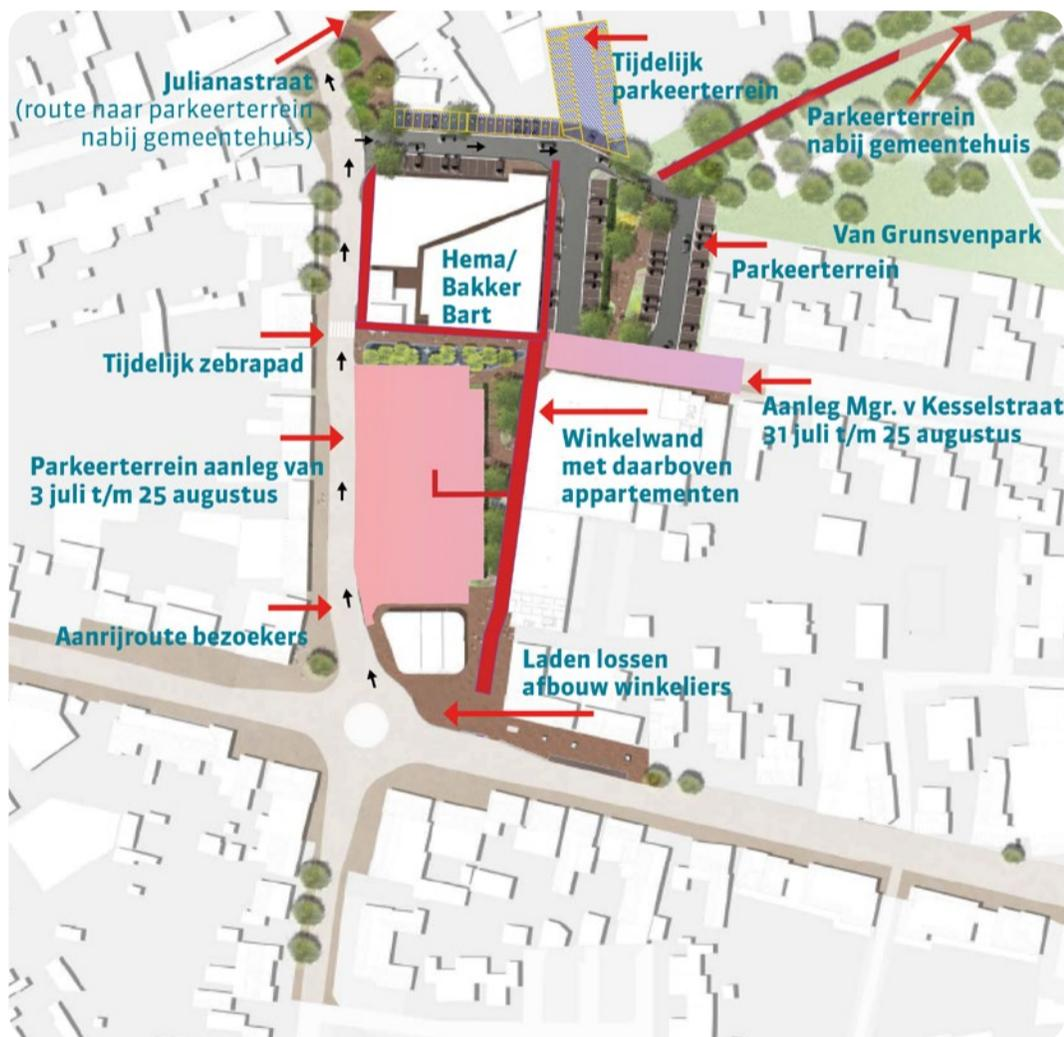 Julianastraat
(route naar parkeerterrein
nabij gemeentehuis)
Tijdelijk
parkeerterrein
Parkeerterrein
nabij gemeentehuis
Van Grunsvenpark
Parkeerterrein
Hema/
Bakker
Bart
Tijdelijk zebrapad
Aanleg Mgr. v Kesselstraat
31 juli t/m 25 augustus
Winkelwand
met daarboven
appartementen
Parkeerterrein aanleg van
3 juli t/m 25 augustus
Aanrijroute bezoekers
Laden lossen
afbouw winkeliers